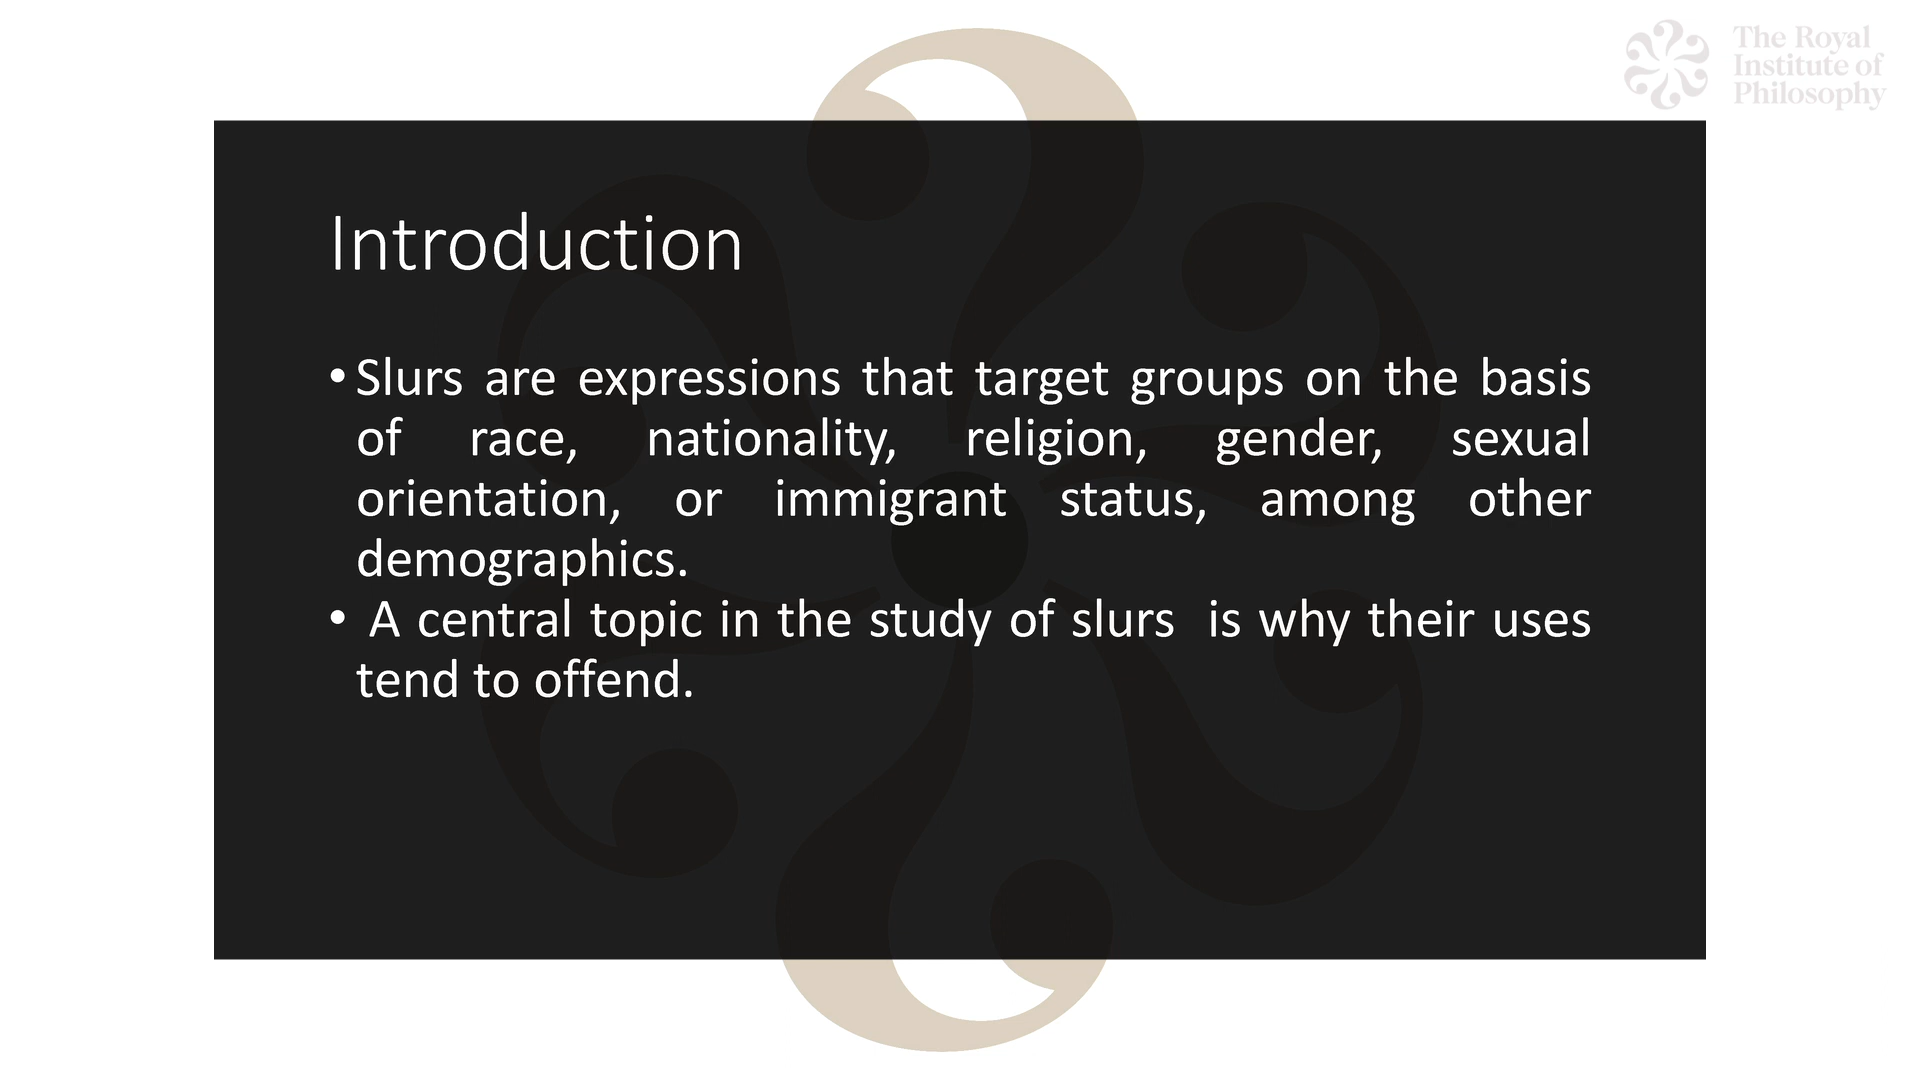 The Royal
Institute of
Philosophy
Introduction
• Slurs are expressions that target groups on the basis
of race, nationality, religion, gender, sexual
orientation, or immigrant status, among other
demographics.
• A central topic in the study of slurs  is why their uses
tend to offend.